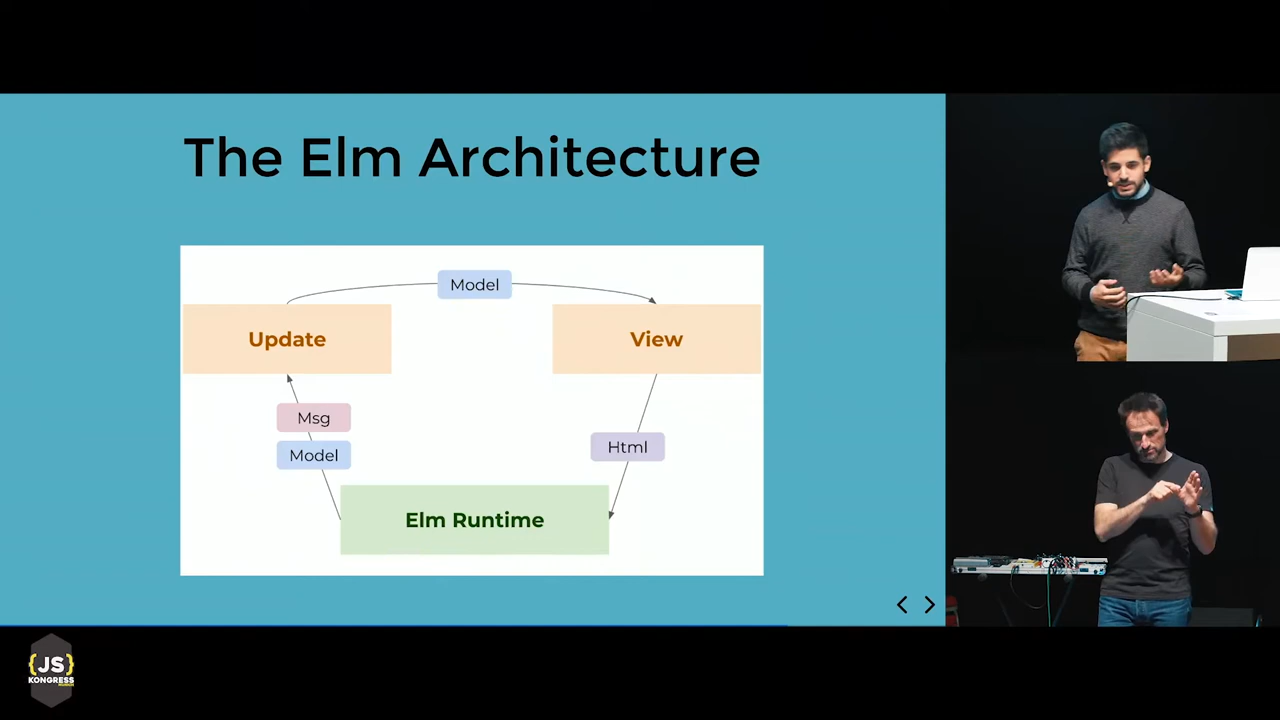 The Elm Architecture
Model
Update
View
Msg
Model
Html
Elm Runtime
{JS}
KONGRESS